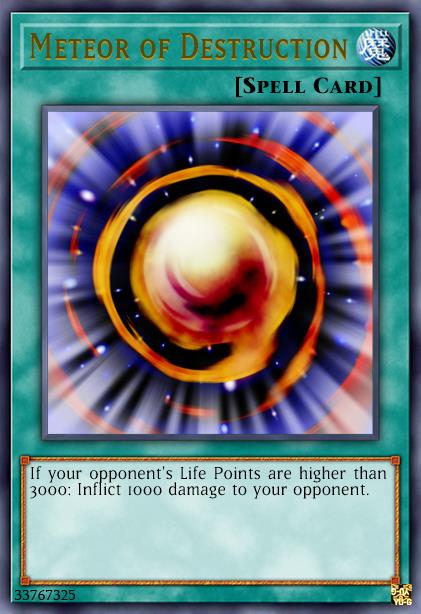 METEOR OF DESTRUCTION 魔
[SPELL CARD]
If your opponent's Life Points are higher than
3000: Inflict 1000 damage to your opponent.
33767325